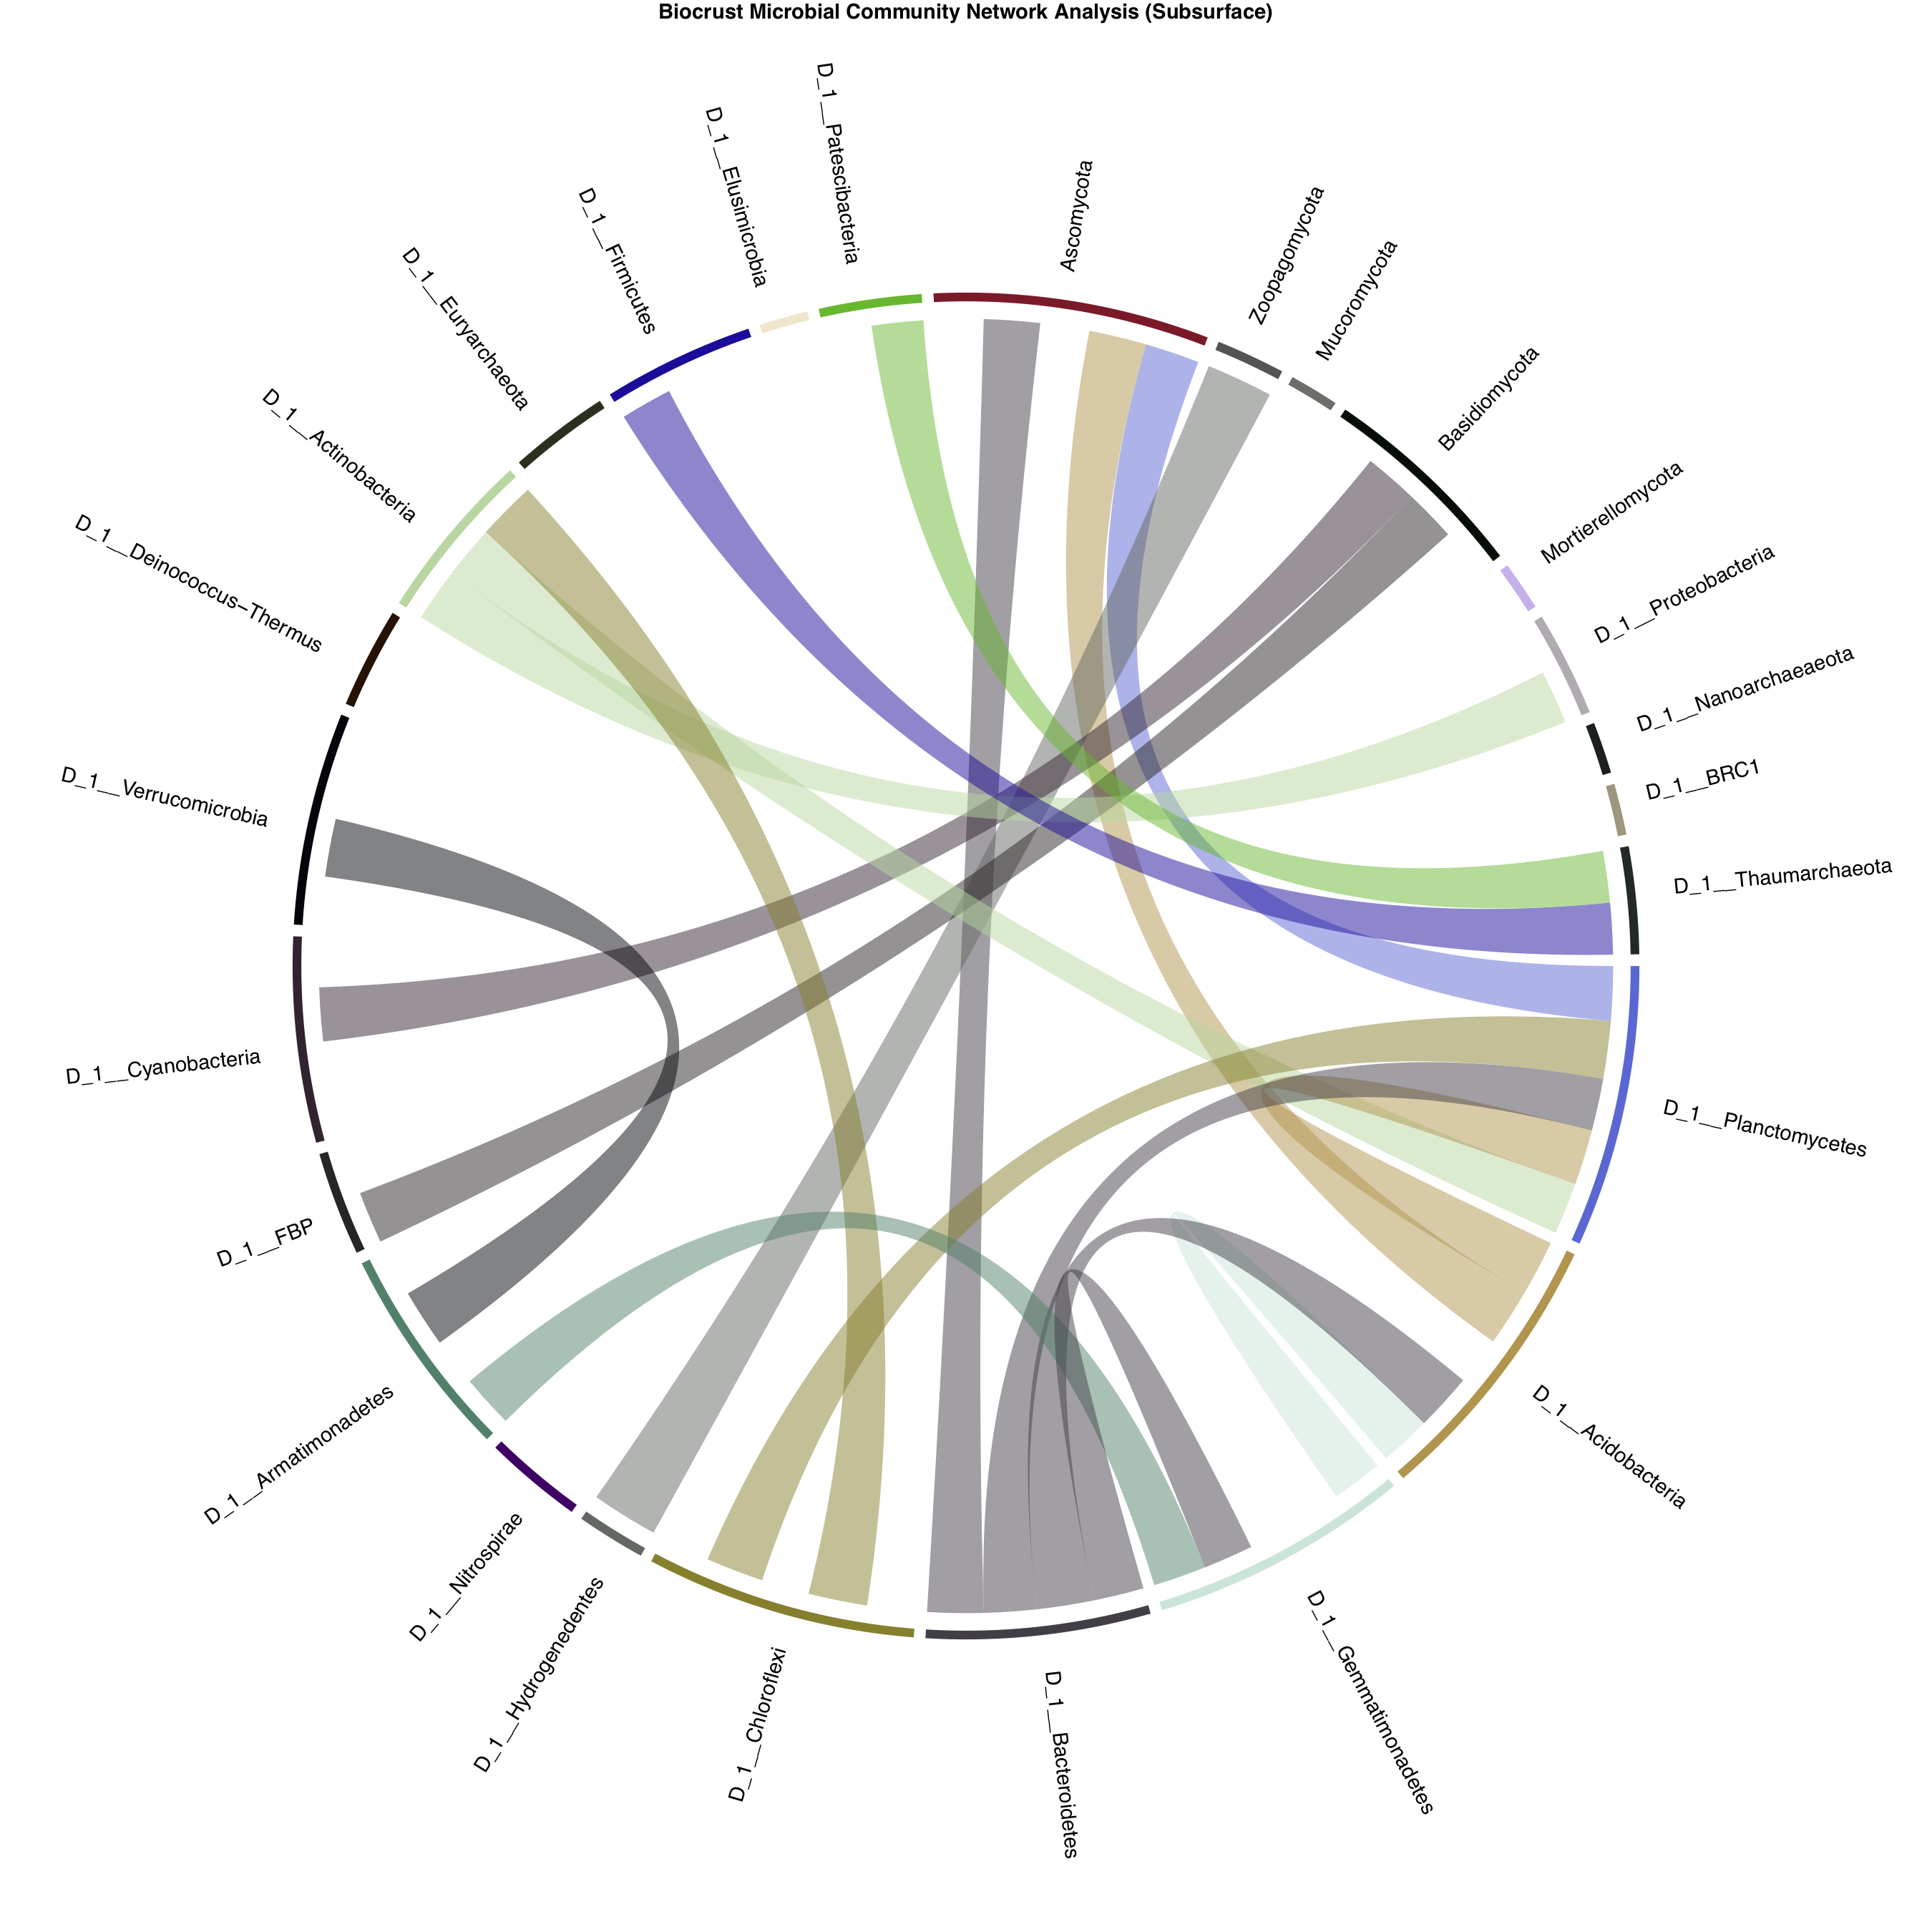 Biocrust Microbial Community Network Analysis (Subsurface)
D_1__Patescibacteria
Ascomycota
Zoopagomycota
Mucoromycota
Basidiomycota
Mortierellomycota
D_1__Proteobacteria
D_1__Nanoarchaeaeota
D_1__BRC1
D_1__Thaumarchaeota
D_1__Planctomycetes
D_1__Acidobacteria
D_1__Gemmatimonadetes
D_1__Bacteroidetes
D_1__Chloroflexi
D_1__Hydrogenedentes
D_1__Nitrospirae
D_1__Armatimonadetes
D_1__FBP
D_1__Cyanobacteria
D_1__Verrucomicrobia
D_1__Deinococcus−Thermus
D_1__Actinobacteria
D_1__Euryarchaeota
D_1__Firmicutes
D_1__Elusimicrobia